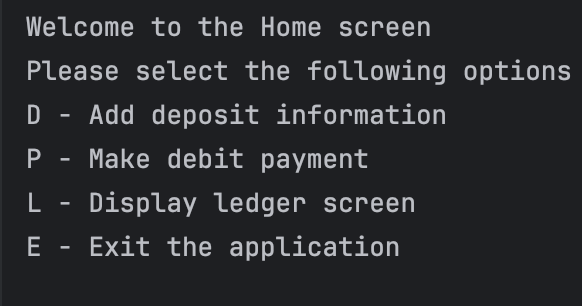 Welcome to the Home screen
Please select the following options
D - Add deposit information
P - Make debit payment
L - Display ledger screen
E - Exit the application